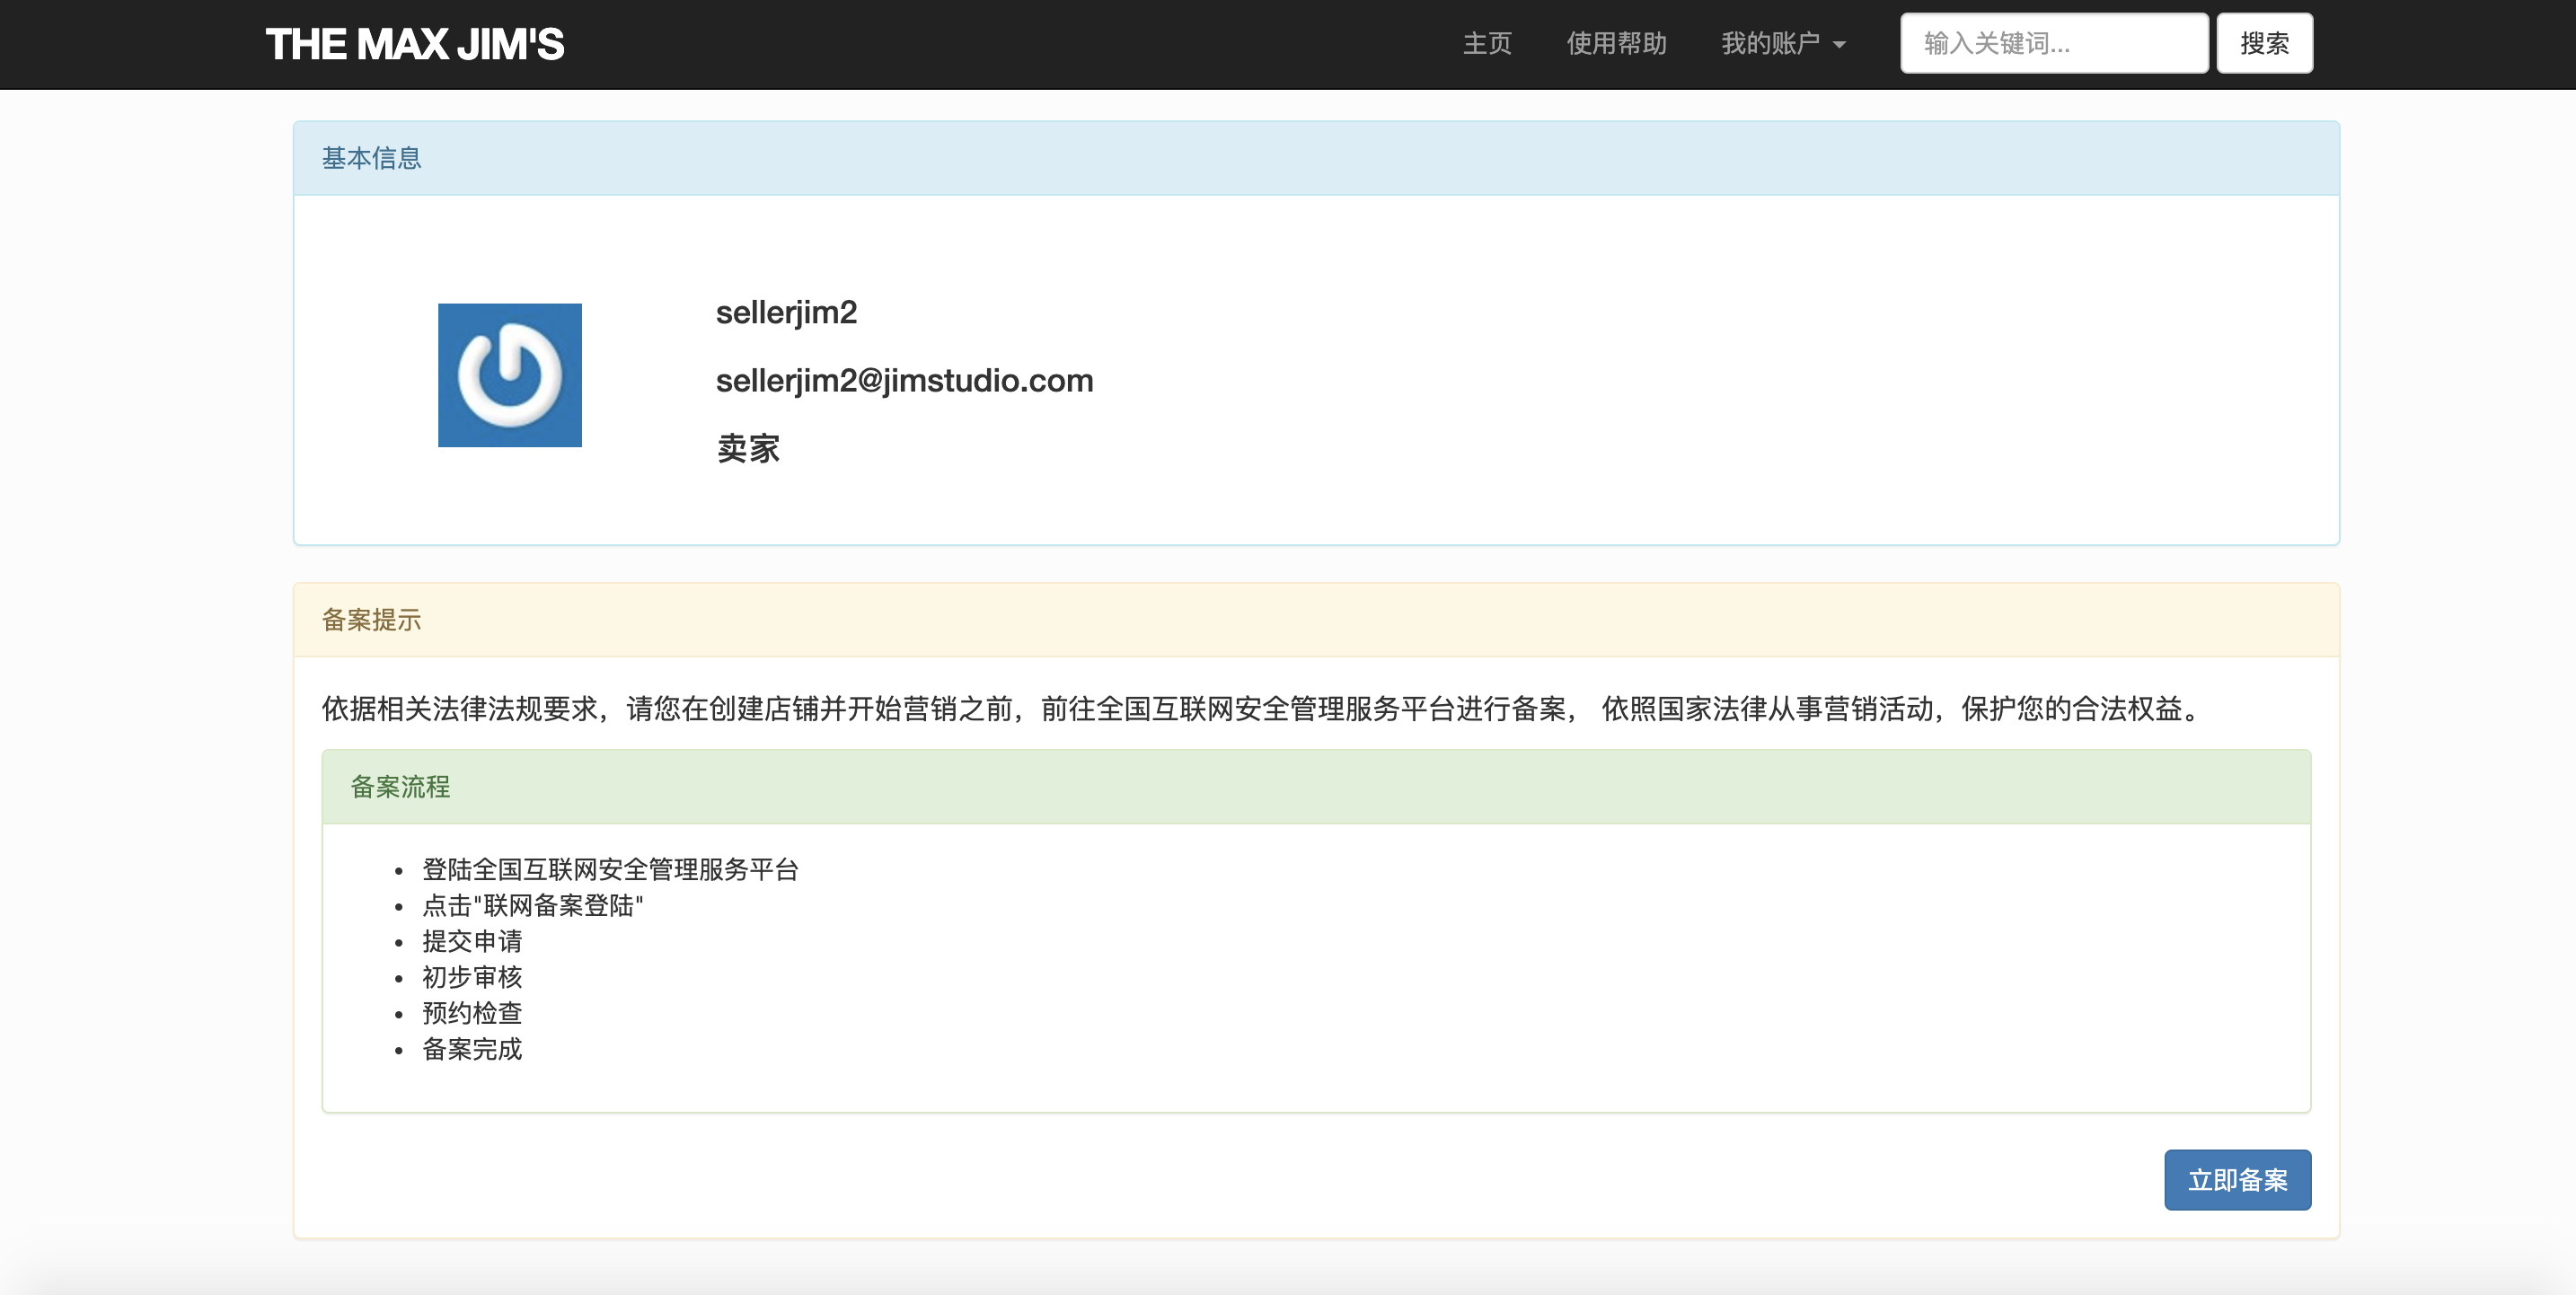 THE MAX JIM'S
主页
使用帮助
我的账户
输入关键词...
搜索
基本信息
sellerjim2
sellerjim2@jimstudio.com
卖家
备案提示
依据相关法律法规要求，请您在创建店铺并开始营销之前，前往全国互联网安全管理服务平台进行备案， 依照国家法律从事营销活动，保护您的合法权益。
备案流程
登陆全国互联网安全管理服务平台
点击"联网备案登陆"
提交申请
初步审核
预约检查
备案完成
立即备案